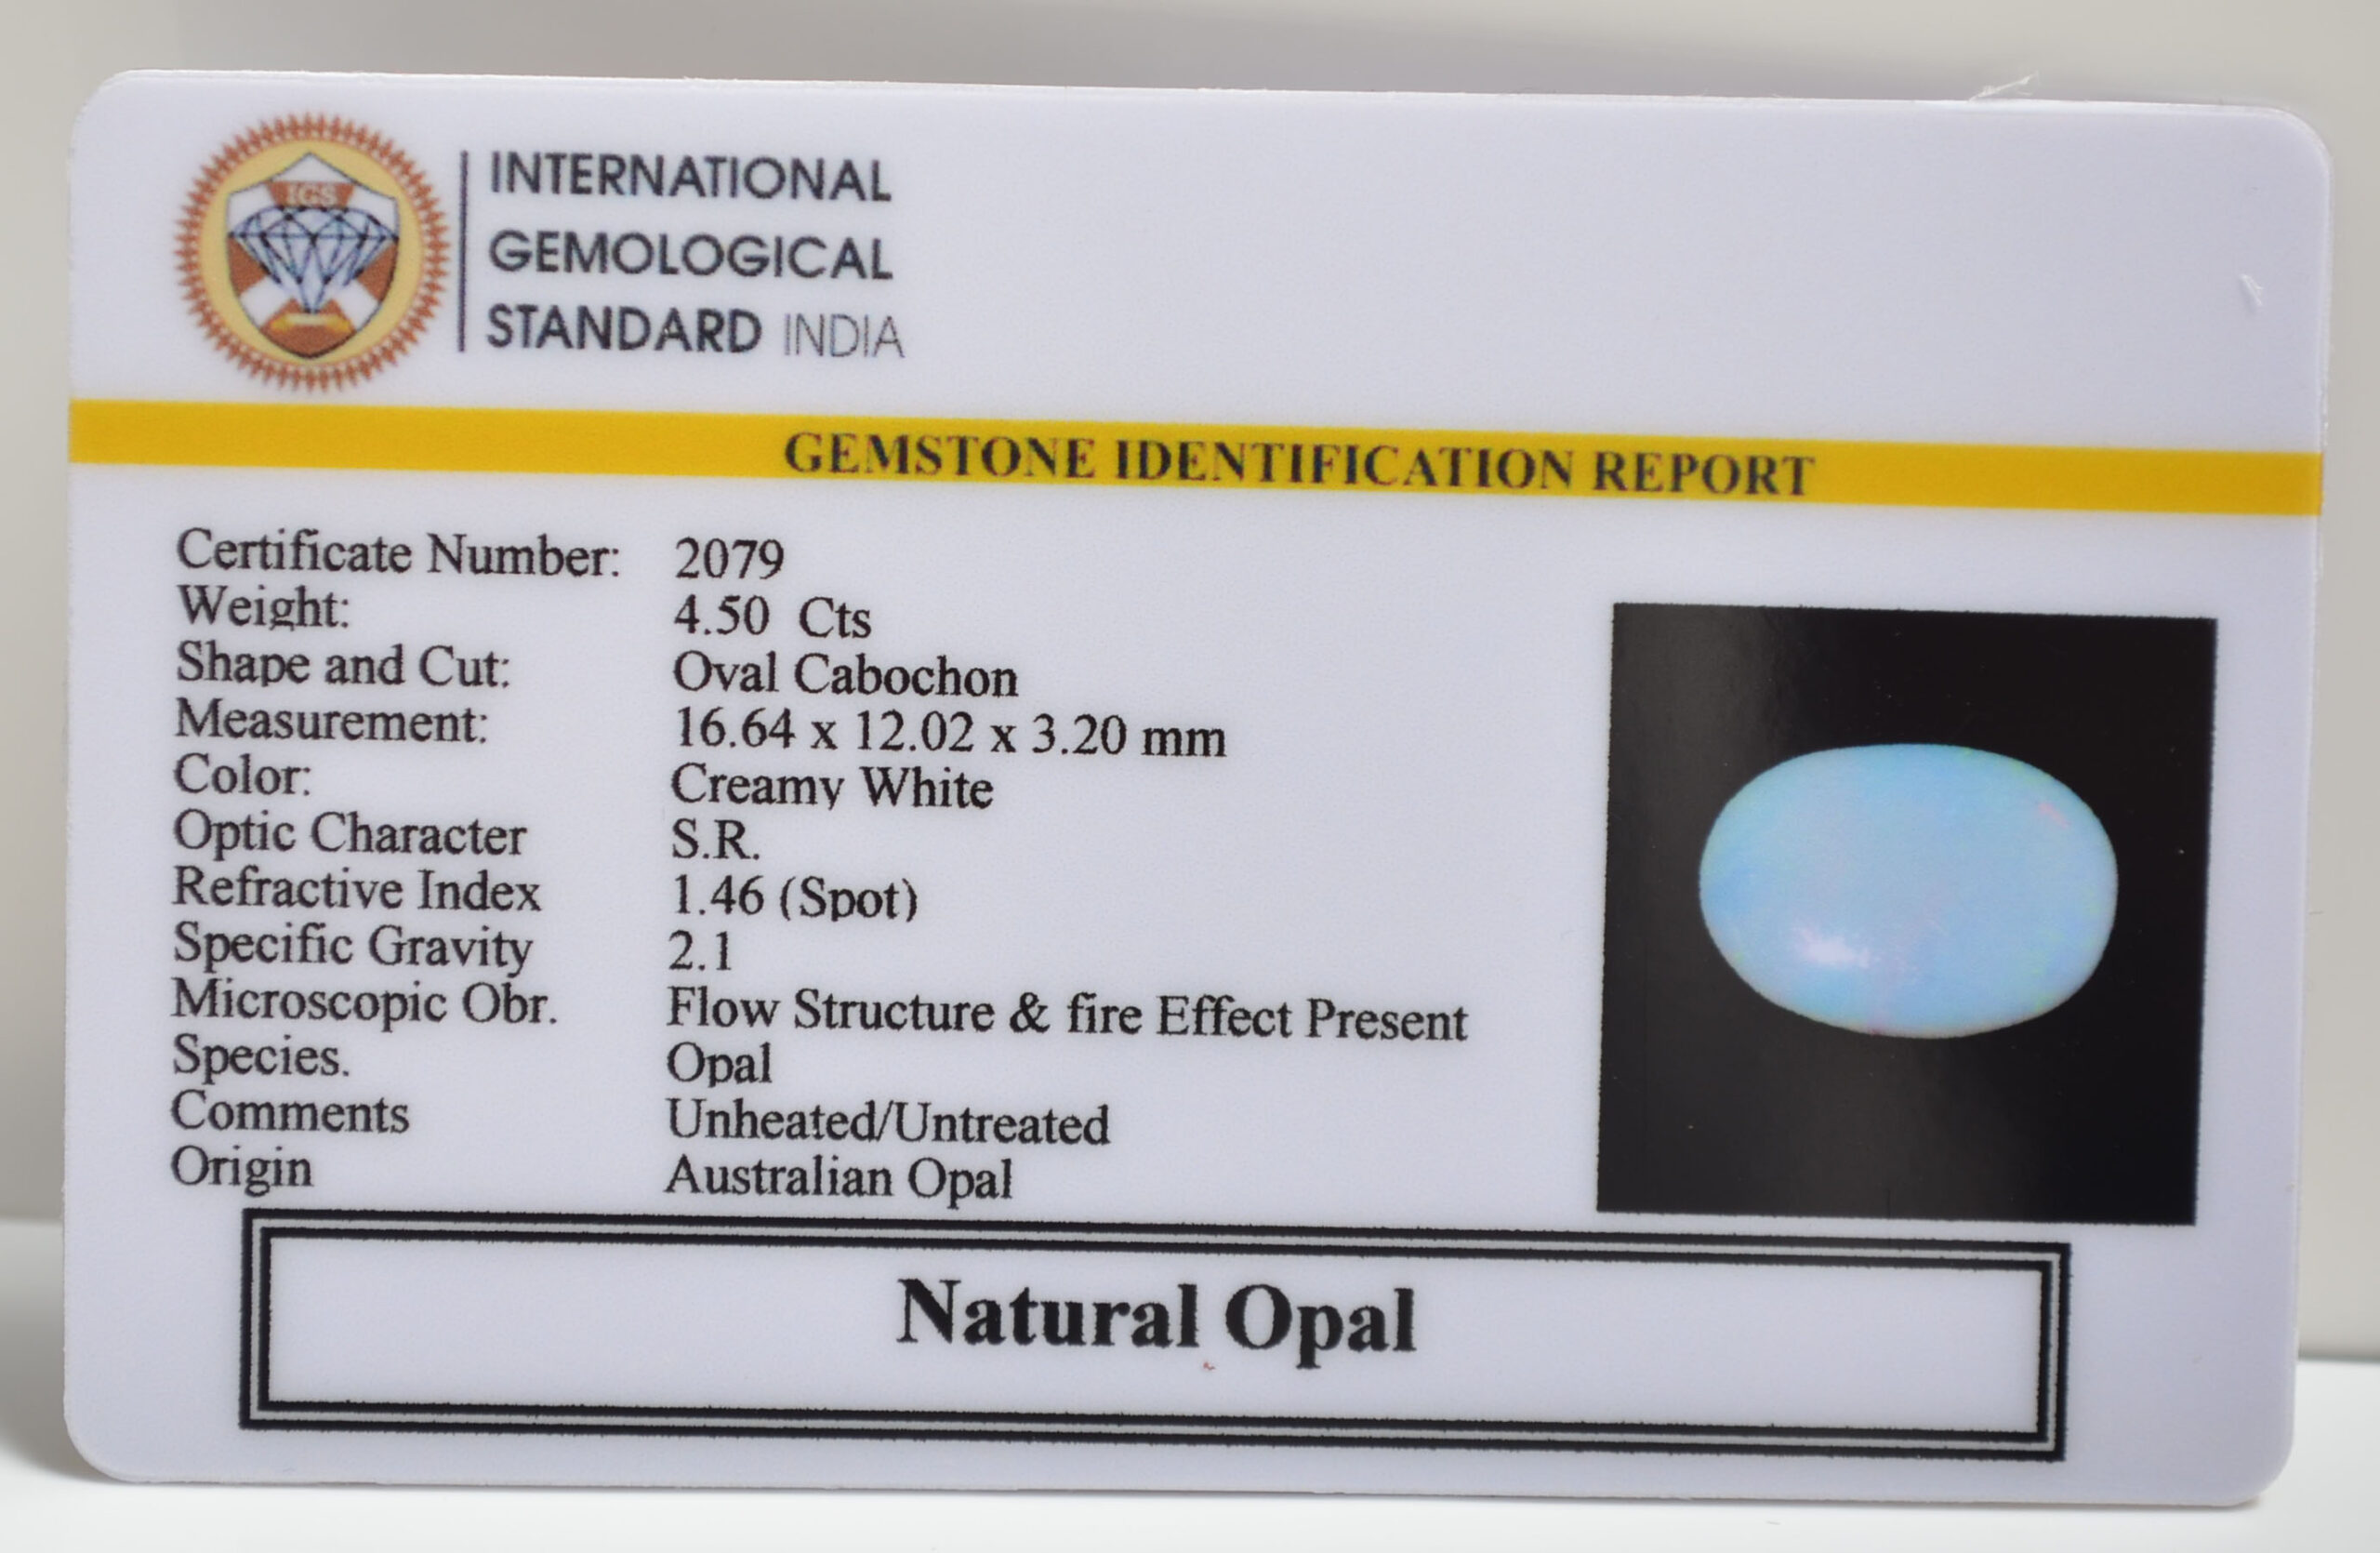 IGS
INTERNATIONAL
GEMOLOGICAL
STANDARD INDIA
GEMSTONE IDENTIFICATION REPORT
Certificate Number: 2079
Weight: 4.50 Cts
Shape and Cut: Oval Cabochon
Measurement: 16.64 x 12.02 x 3.20 mm
Color: Creamy White
Optic Character S.R.
Refractive Index 1.46 (Spot)
Specific Gravity 2.1
Microscopic Obr. Flow Structure & fire Effect Present
Species. Opal
Comments Unheated/Untreated
Origin Australian Opal
Natural Opal